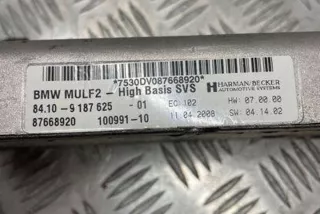 *7530DV087668920*
BMW MULF2 - High Basis SVS
HARMAN/BECKER
AUTOMOTIVE SYSTEMS
84.10- 9 187 625 - 01 EC: 102 HW: 07.00.00
87668920 100991-10 11.04.2008 SW: 04.14.02